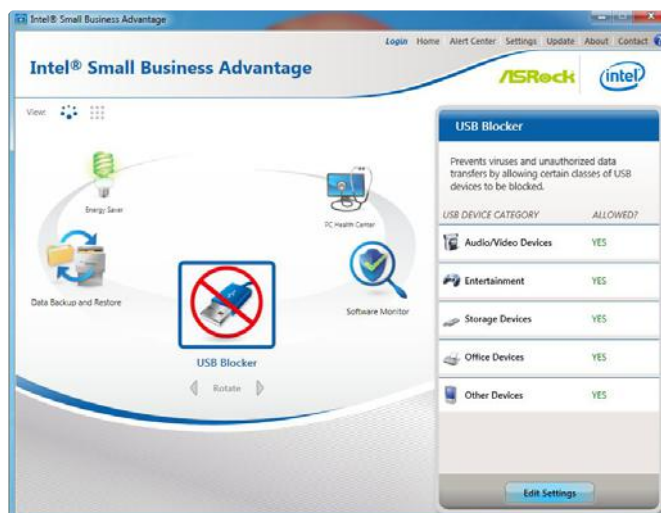 Intel® Small Business Advantage
Login Home Alert Center Settings Update About Contact
Intel® Small Business Advantage
ASRock
intel
View:
USB Blocker
Prevents viruses and unauthorized data
transfers by allowing certain classes of USB
devices to be blocked.
USB DEVICE CATEGORY ALLOWED?
Audio/Video Devices YES
Entertainment YES
Storage Devices YES
Office Devices YES
Other Devices YES
Edit Settings
Energy Saver
PC Health Center
Data Backup and Restore
Software Monitor
USB Blocker
Rotate